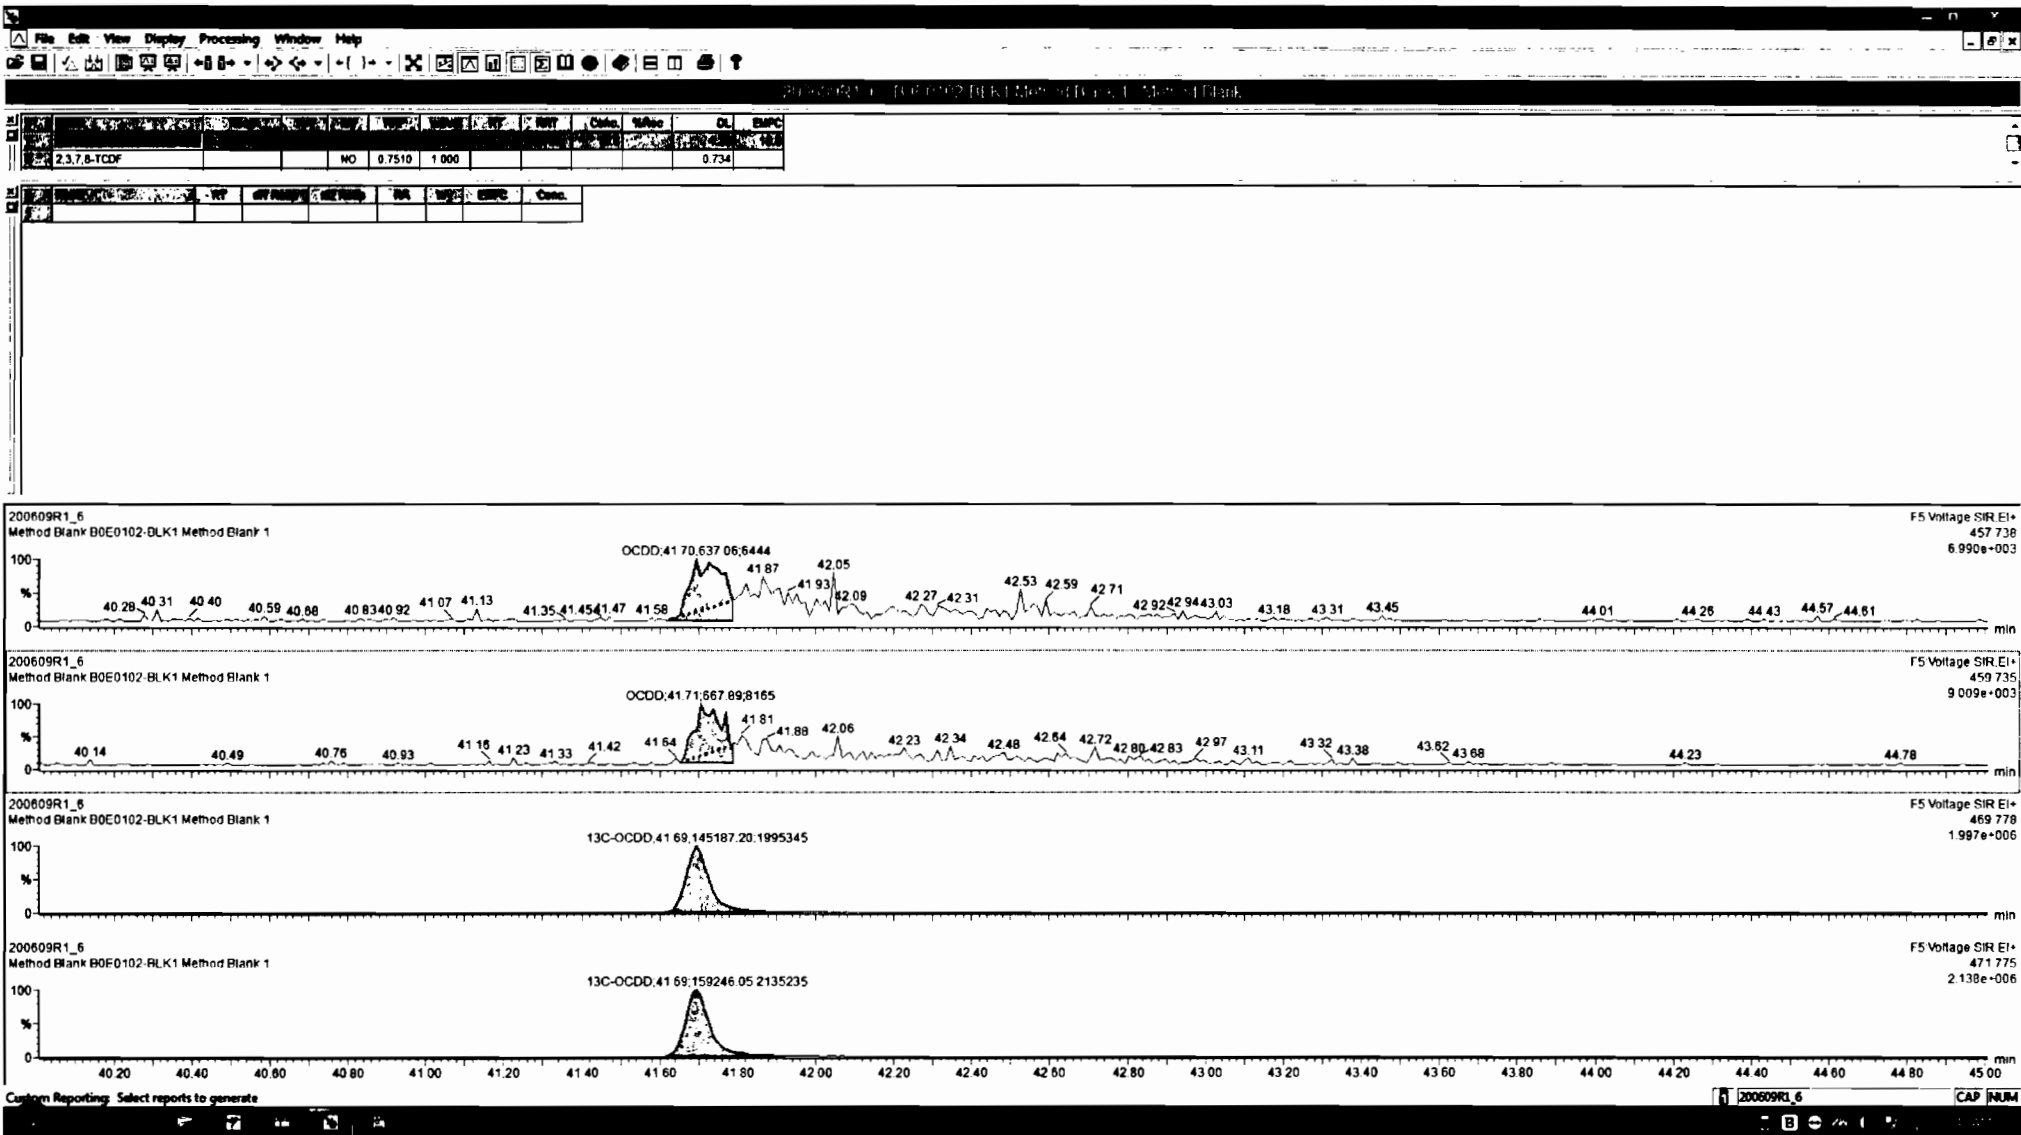 File Edit View Display Processing Window Help
Conc. %Rec DL EMPC
2,3,7,8-TCDF NO 0.7510 1.000 0.734
RT RA EMPC Conc.
200609R1_6
Method Blank B0E0102-BLK1 Method Blank 1
F5 Voltage SIR,EI+
457.738
6.990e+003
OCDD;41.70;637.06;6444
100
%
0
40.28 40.31 40.40 40.59 40.68 40.83 40.92 41.07 41.13 41.35 41.45 41.47 41.58 41.87 41.93 42.05 42.09 42.27 42.31 42.53 42.59 42.71 42.92 42.94 43.03 43.18 43.31 43.45 44.01 44.26 44.43 44.57 44.61
min
200609R1_6
Method Blank B0E0102-BLK1 Method Blank 1
F5 Voltage SIR,EI+
459.735
9.009e+003
OCDD;41.71;667.89;8165
100
%
0
40.14 40.49 40.76 40.93 41.16 41.23 41.33 41.42 41.64 41.81 41.88 42.06 42.23 42.34 42.48 42.64 42.72 42.80 42.83 42.97 43.11 43.32 43.38 43.62 43.68 44.23 44.78
min
200609R1_6
Method Blank B0E0102-BLK1 Method Blank 1
F5 Voltage SIR,EI+
469.778
1.997e+006
13C-OCDD;41.69;145187.20;1995345
100
%
0
min
200609R1_6
Method Blank B0E0102-BLK1 Method Blank 1
F5 Voltage SIR,EI+
471.775
2.138e+006
13C-OCDD;41.69;159246.05;2135235
100
%
0
min
40.20 40.40 40.60 40.80 41.00 41.20 41.40 41.60 41.80 42.00 42.20 42.40 42.60 42.80 43.00 43.20 43.40 43.60 43.80 44.00 44.20 44.40 44.60 44.80 45.00
Custom Reporting: Select reports to generate
200609R1_6 CAP NUM